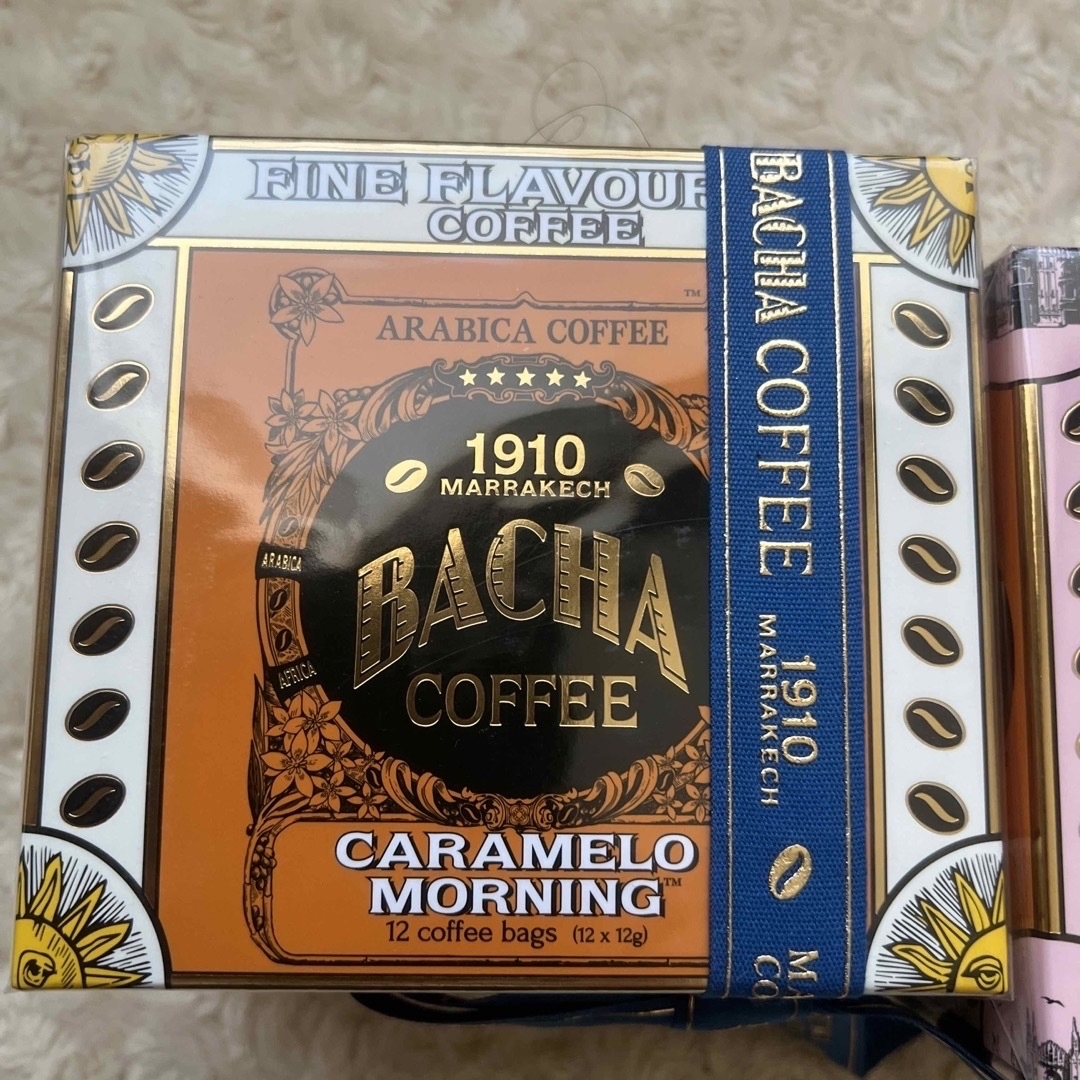 FINE FLAVOUR
COFFEE
™
ARABICA COFFEE
1910
MARRAKECH
ARABICA
BACHA
AFRICA
COFFEE
CARAMELO
MORNING™
12 coffee bags (12 x 12g)
BACHA COFFEE
1910
MARRAKECH